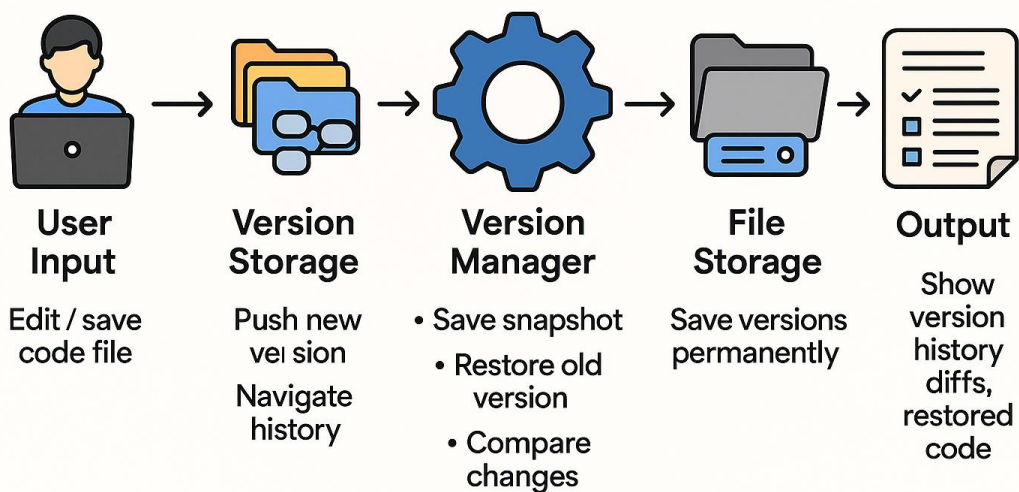 User
Input
Edit / save
code file
Version
Storage
Push new
version
Navigate
history
Version
Manager
• Save snapshot
• Restore old
version
• Compare
changes
File
Storage
Save versions
permanently
Output
Show
version
history
diffs,
restored
code